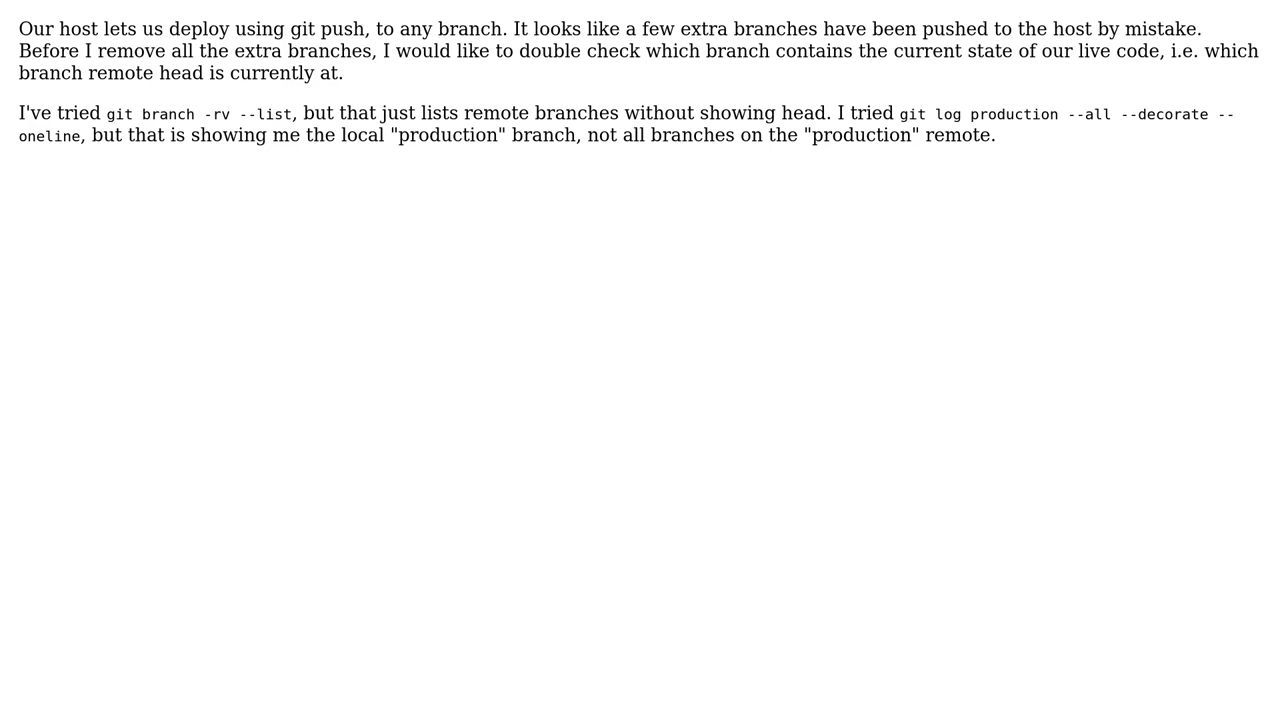 Our host lets us deploy using git push, to any branch. It looks like a few extra branches have been pushed to the host by mistake.
Before I remove all the extra branches, I would like to double check which branch contains the current state of our live code, i.e. which
branch remote head is currently at.
I've tried git branch -rv --list, but that just lists remote branches without showing head. I tried git log production --all --decorate --
oneline, but that is showing me the local "production" branch, not all branches on the "production" remote.